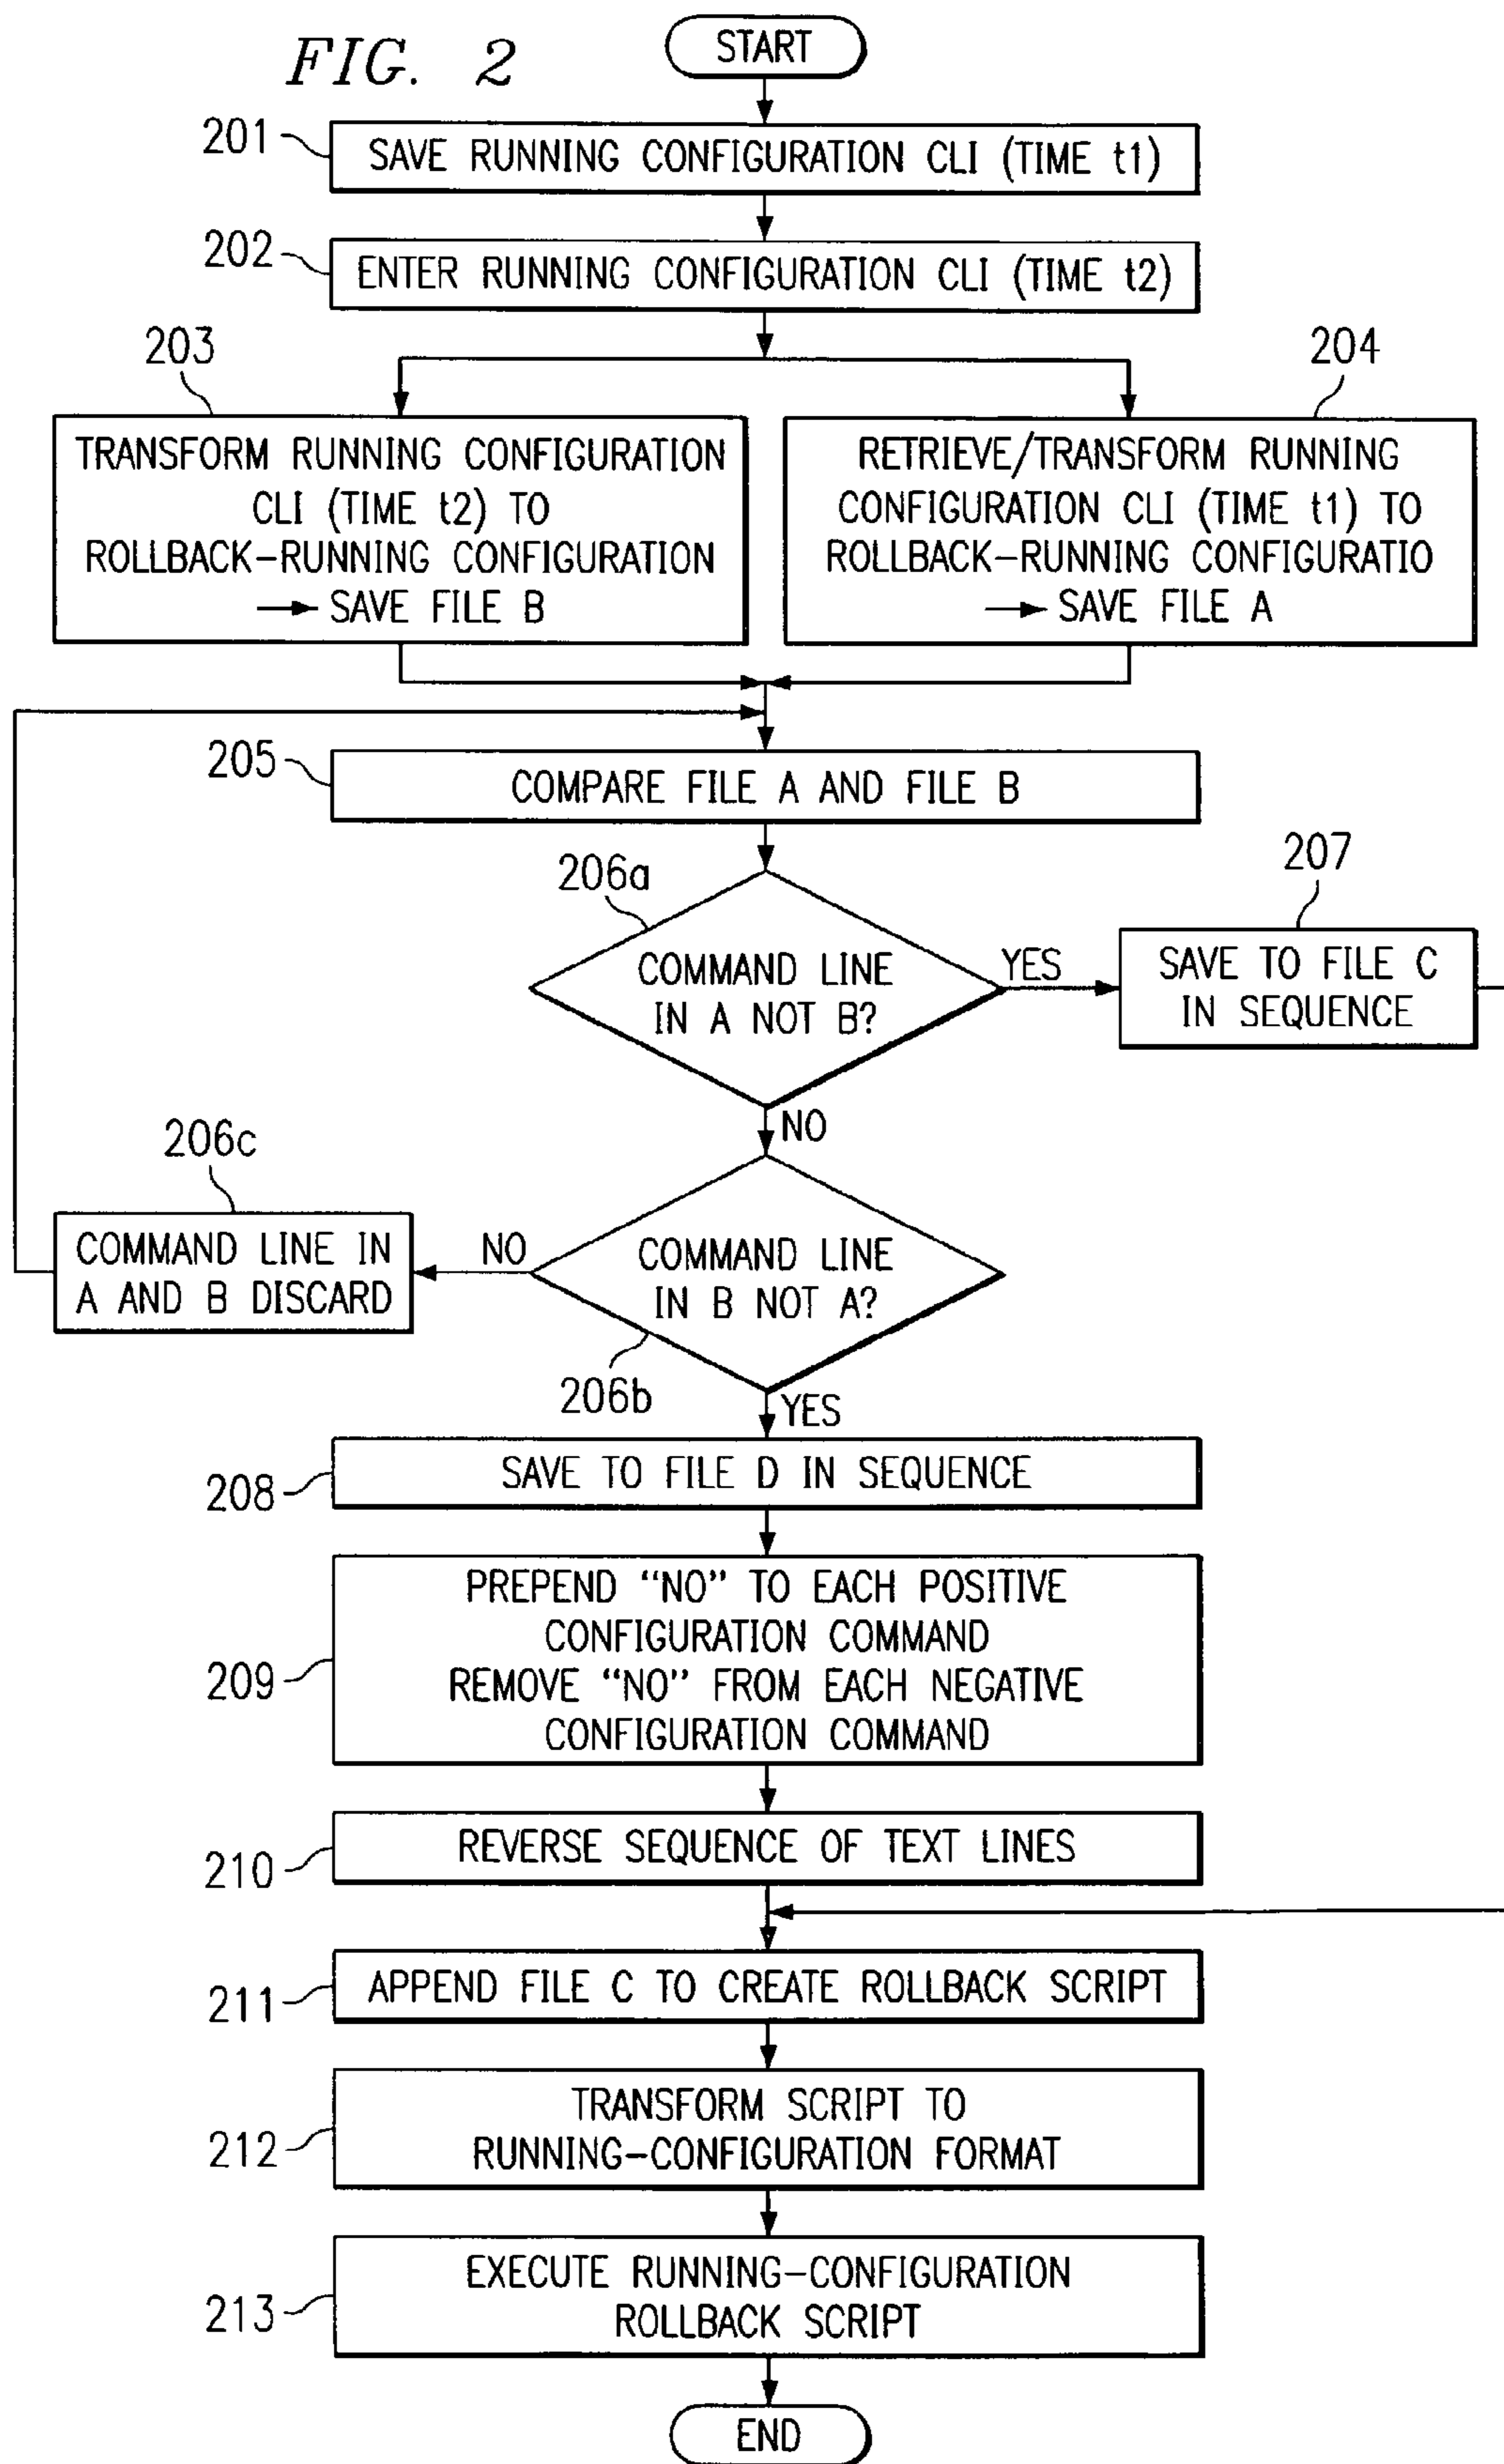 FIG. 2
START
201
SAVE RUNNING CONFIGURATION CLI (TIME t1)
202
ENTER RUNNING CONFIGURATION CLI (TIME t2)
203
TRANSFORM RUNNING CONFIGURATION
CLI (TIME t2) TO
ROLLBACK-RUNNING CONFIGURATION
→ SAVE FILE B
204
RETRIEVE/TRANSFORM RUNNING
CONFIGURATION CLI (TIME t1) TO
ROLLBACK-RUNNING CONFIGURATIO
→ SAVE FILE A
205
COMPARE FILE A AND FILE B
206a
COMMAND LINE
IN A NOT B?
YES
207
SAVE TO FILE C
IN SEQUENCE
NO
206c
COMMAND LINE IN
A AND B DISCARD
NO
COMMAND LINE
IN B NOT A?
206b
YES
208
SAVE TO FILE D IN SEQUENCE
209
PREPEND “NO” TO EACH POSITIVE
CONFIGURATION COMMAND
REMOVE “NO” FROM EACH NEGATIVE
CONFIGURATION COMMAND
210
REVERSE SEQUENCE OF TEXT LINES
211
APPEND FILE C TO CREATE ROLLBACK SCRIPT
212
TRANSFORM SCRIPT TO
RUNNING-CONFIGURATION FORMAT
213
EXECUTE RUNNING-CONFIGURATION
ROLLBACK SCRIPT
END